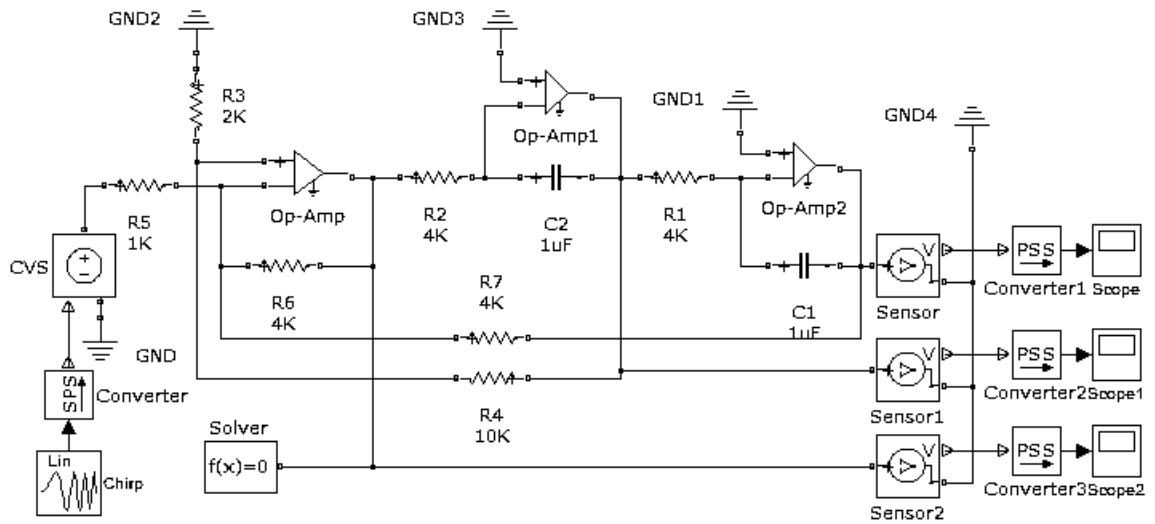 GND2
GND3
R3
2K
GND1
GND4
Op-Amp1
Op-Amp
R5
1K
R2
4K
C2
1uF
R1
4K
Op-Amp2
CVS
V
PSS
R6
4K
R7
4K
C1
1uF
Sensor
Converter1
Scope
GND
V
PSS
SPS
Converter
R4
10K
Sensor1
Converter2
Scope1
Solver
f(x)=0
V
PSS
Lin
Chirp
Sensor2
Converter3
Scope2